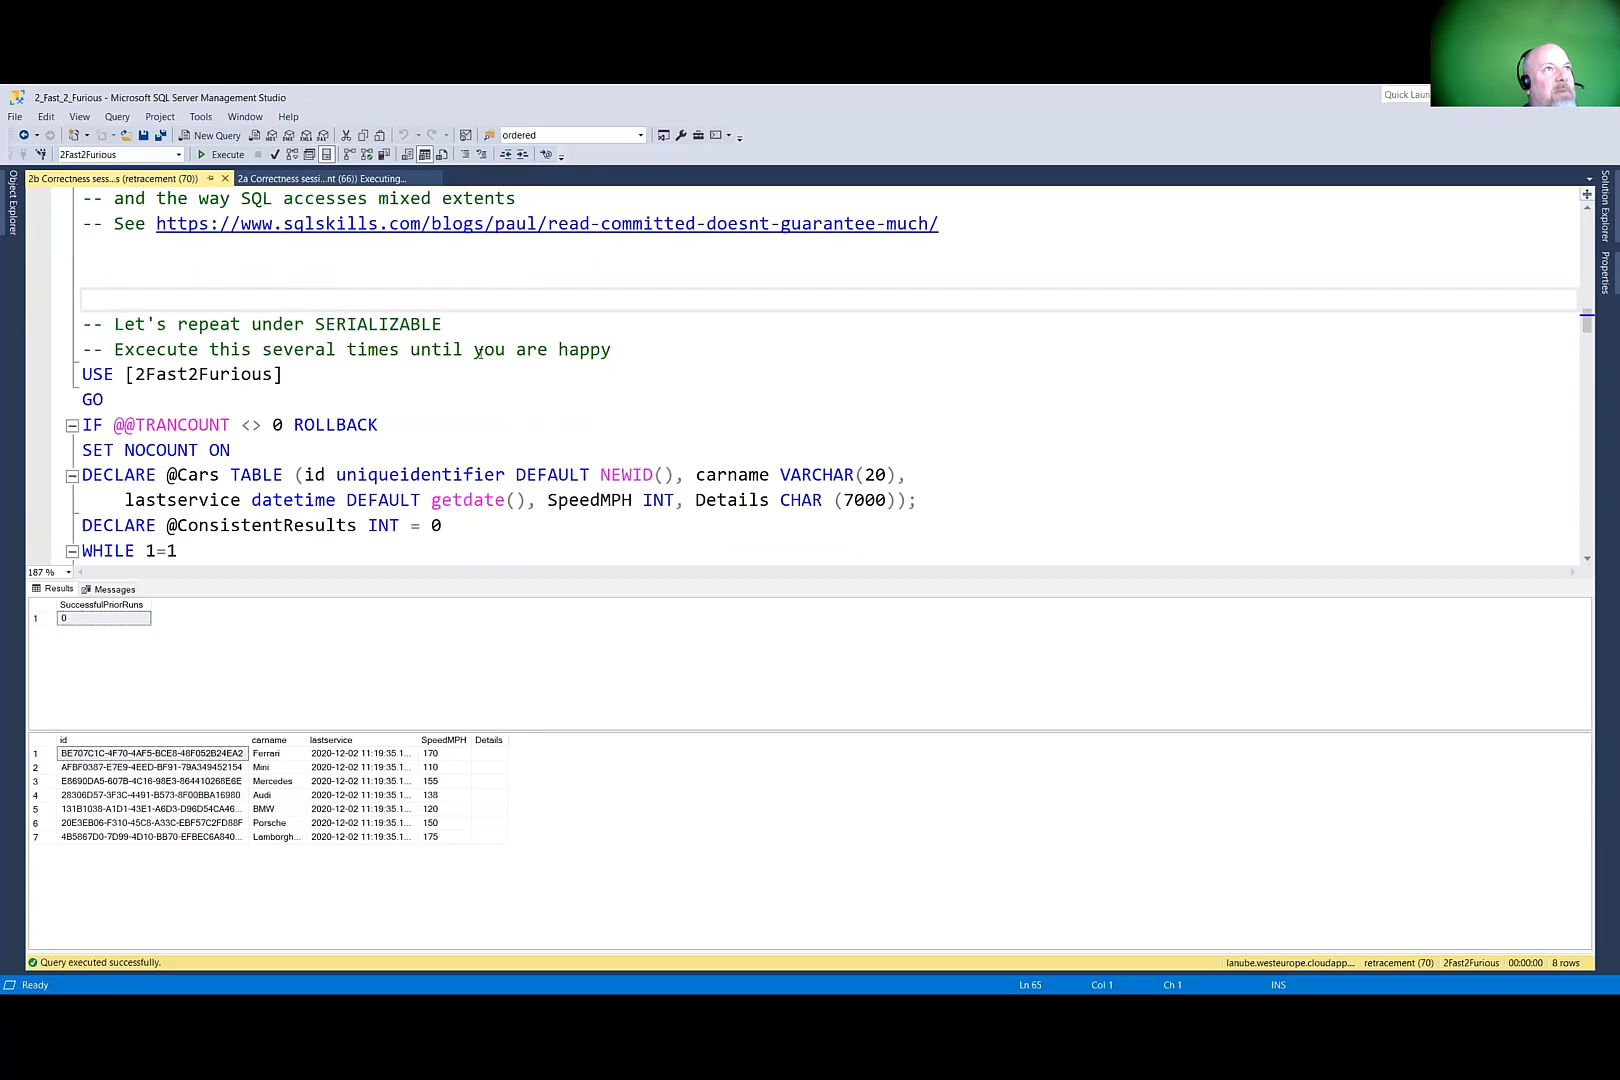 Quick Laun
2_Fast_2_Furious - Microsoft SQL Server Management Studio
File Edit View Query Project Tools Window Help
New Query ordered
2Fast2Furious Execute
2b Correctness sess...s (retracement (70)) 2a Correctness sessi...nt (66)) Executing...
Object Explorer
Solution Explorer
Properties
-- and the way SQL accesses mixed extents
-- See https://www.sqlskills.com/blogs/paul/read-committed-doesnt-guarantee-much/
-- Let's repeat under SERIALIZABLE
-- Excecute this several times until you are happy
USE [2Fast2Furious]
GO
IF @@TRANCOUNT <> 0 ROLLBACK
SET NOCOUNT ON
DECLARE @Cars TABLE (id uniqueidentifier DEFAULT NEWID(), carname VARCHAR(20),
lastservice datetime DEFAULT getdate(), SpeedMPH INT, Details CHAR (7000));
DECLARE @ConsistentResults INT = 0
WHILE 1=1
187 %
Results Messages
SuccessfulPriorRuns
1 0
id carname lastservice SpeedMPH Details
1 BE707C1C-4F70-4AF5-BCE8-48F052B24EA2 Ferrari 2020-12-02 11:19:35.1... 170
2 AFBF0387-E7E9-4EED-BF91-79A349452154 Mini 2020-12-02 11:19:35.1... 110
3 E8690DA5-607B-4C16-98E3-864410268E6E Mercedes 2020-12-02 11:19:35.1... 155
4 28306D57-3F3C-4491-B573-8F00BBA16980 Audi 2020-12-02 11:19:35.1... 138
5 131B1038-A1D1-43E1-A6D3-D96D54CA46... BMW 2020-12-02 11:19:35.1... 120
6 20E3EB06-F310-45C8-A33C-EBF57C2FD88F Porsche 2020-12-02 11:19:35.1... 150
7 4B5867D0-7D99-4D10-BB70-EFBEC6A840... Lamborgh... 2020-12-02 11:19:35.1... 175
Query executed successfully. lanube.westeurope.cloudapp.... retracement (70) 2Fast2Furious 00:00:00 8 rows
Ready Ln 65 Col 1 Ch 1 INS